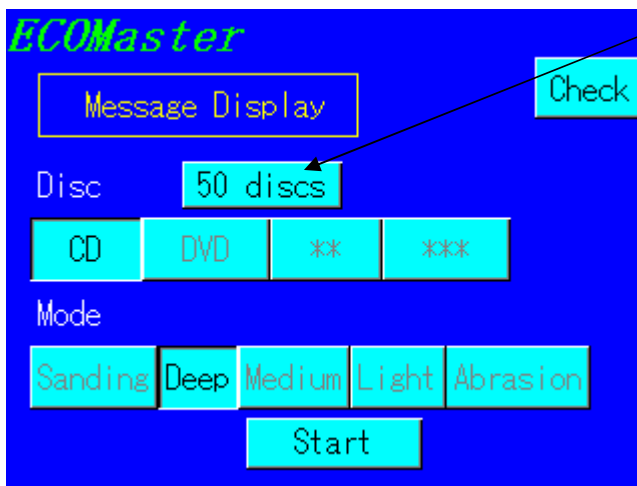 ECOMaster
Check
Message Display
Disc 50 discs
CD DVD ** ***
Mode
Sanding Deep Medium Light Abrasion
Start